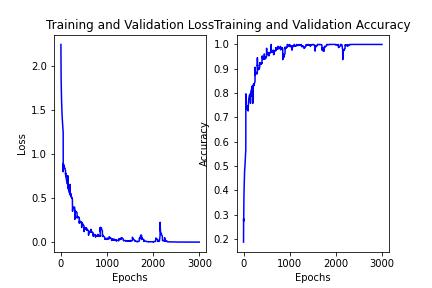 Training and Validation Loss
Training and Validation Accuracy
Loss
2.0
1.5
1.0
0.5
0.0
0 1000 2000 3000
Epochs
Accuracy
1.0
0.9
0.8
0.7
0.6
0.5
0.4
0.3
0.2
0 1000 2000 3000
Epochs